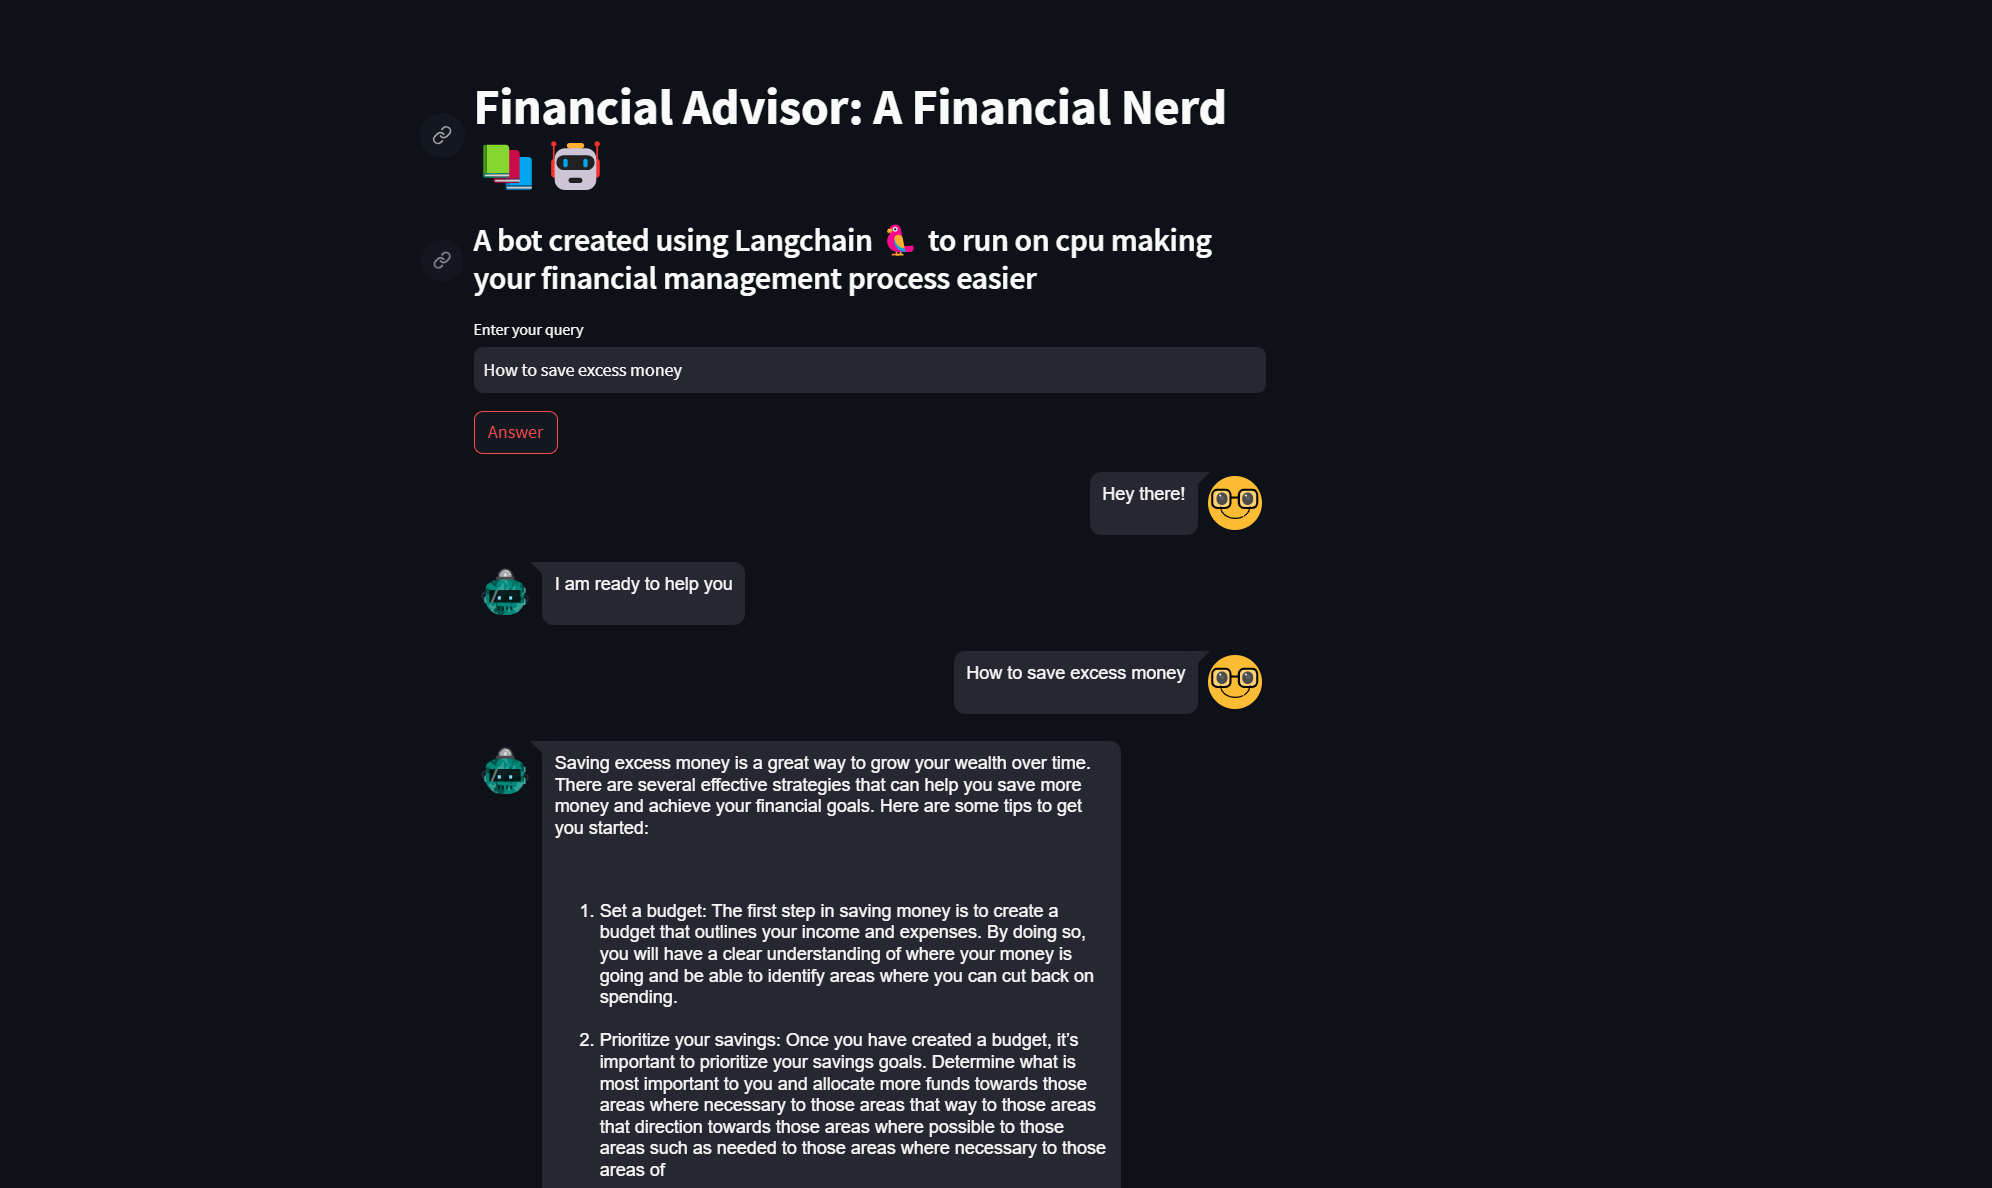 Financial Advisor: A Financial Nerd
A bot created using Langchain 🦜 to run on cpu making
your financial management process easier
Enter your query
How to save excess money
Answer
Hey there!
I am ready to help you
How to save excess money
Saving excess money is a great way to grow your wealth over time.
There are several effective strategies that can help you save more
money and achieve your financial goals. Here are some tips to get
you started:
1. Set a budget: The first step in saving money is to create a
budget that outlines your income and expenses. By doing so,
you will have a clear understanding of where your money is
going and be able to identify areas where you can cut back on
spending.
2. Prioritize your savings: Once you have created a budget, it's
important to prioritize your savings goals. Determine what is
most important to you and allocate more funds towards those
areas where necessary to those areas that way to those areas
that direction towards those areas where possible to those
areas such as needed to those areas where necessary to those
areas of